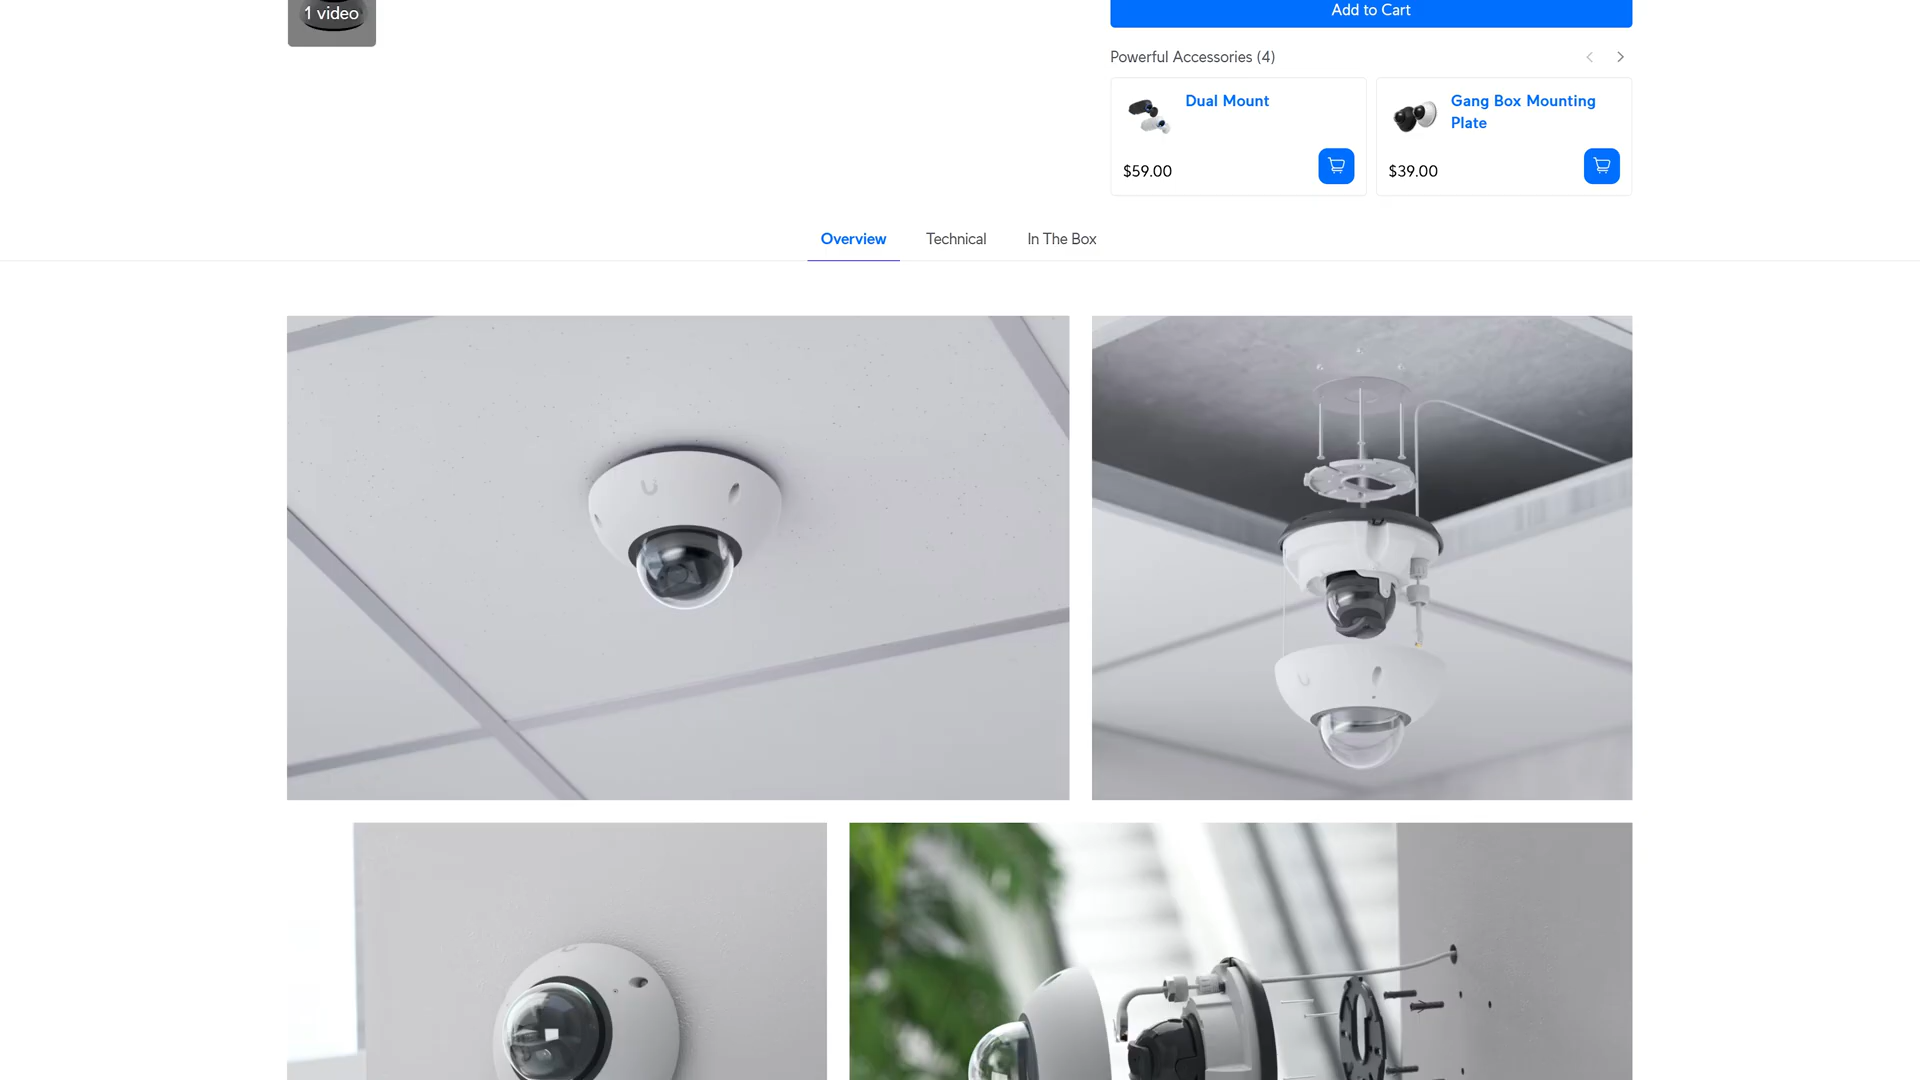 1 video
Add to Cart
Powerful Accessories (4)
Dual Mount
$59.00
Gang Box Mounting
Plate
$39.00
Overview
Technical
In The Box